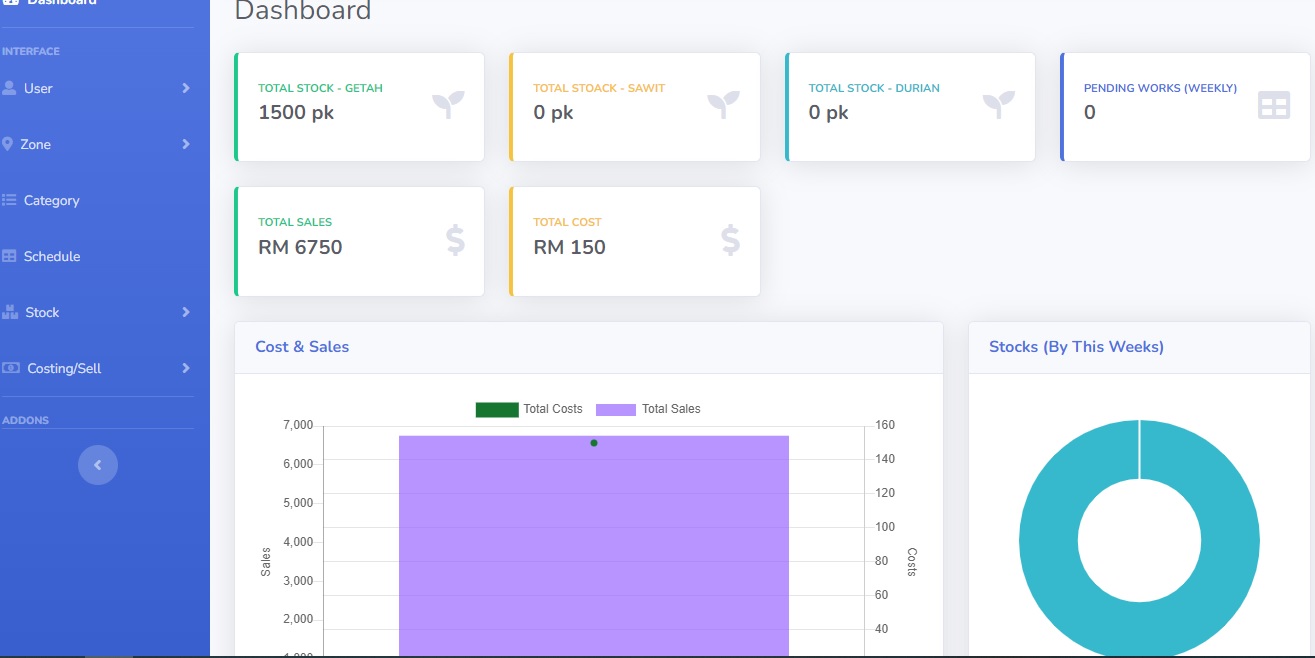 Dashboard
Dashboard
INTERFACE
User
Zone
Category
Schedule
Stock
Costing/Sell
ADDONS
TOTAL STOCK - GETAH
1500 pk
TOTAL STOACK - SAWIT
0 pk
TOTAL STOCK - DURIAN
0 pk
PENDING WORKS (WEEKLY)
0
TOTAL SALES
RM 6750
TOTAL COST
RM 150
Cost & Sales
Total Costs
Total Sales
7,000
6,000
5,000
4,000
3,000
2,000
1,000
Sales
160
140
120
100
80
60
40
Costs
Stocks (By This Weeks)